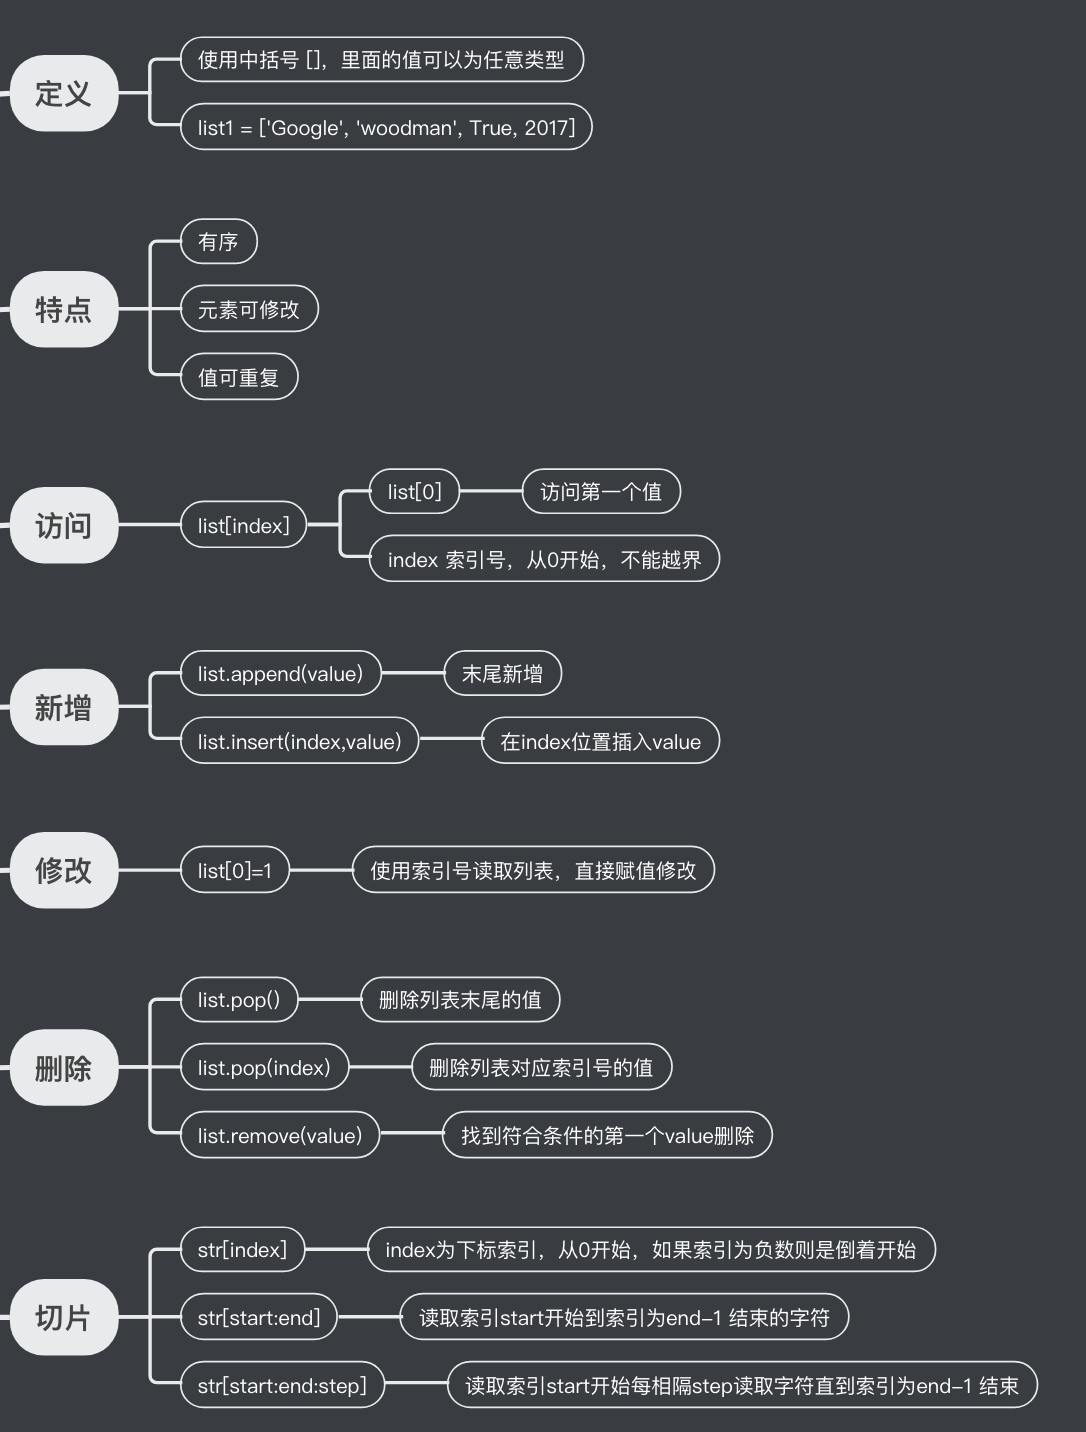 定义
使用中括号 []，里面的值可以为任意类型
list1 = ['Google', 'woodman', True, 2017]
特点
有序
元素可修改
值可重复
访问
list[index]
list[0]
访问第一个值
index 索引号，从0开始，不能越界
新增
list.append(value)
末尾新增
list.insert(index,value)
在index位置插入value
修改
list[0]=1
使用索引号读取列表，直接赋值修改
删除
list.pop()
删除列表末尾的值
list.pop(index)
删除列表对应索引号的值
list.remove(value)
找到符合条件的第一个value删除
切片
str[index]
index为下标索引，从0开始，如果索引为负数则是倒着开始
str[start:end]
读取索引start开始到索引为end-1 结束的字符
str[start:end:step]
读取索引start开始每相隔step读取字符直到索引为end-1 结束